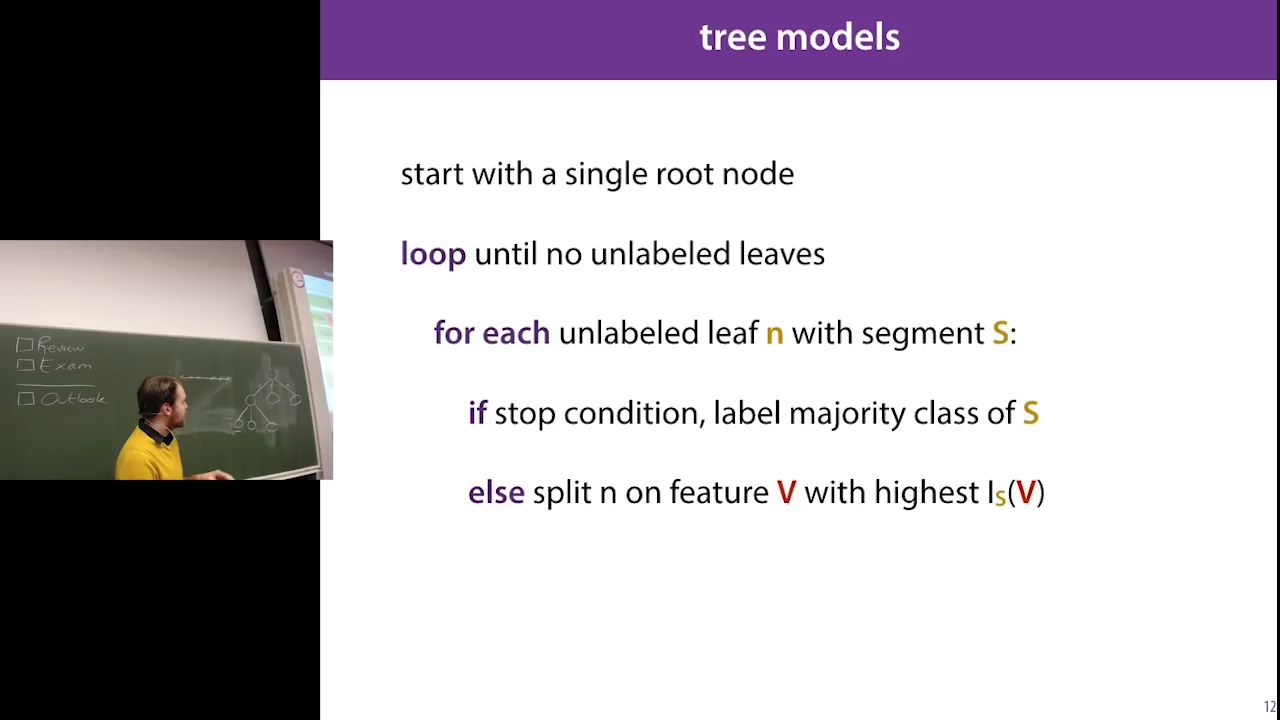 tree models
start with a single root node
loop until no unlabeled leaves
for each unlabeled leaf n with segment S:
if stop condition, label majority class of S
else split n on feature V with highest IS(V)
Review
Exam
Outlook
12